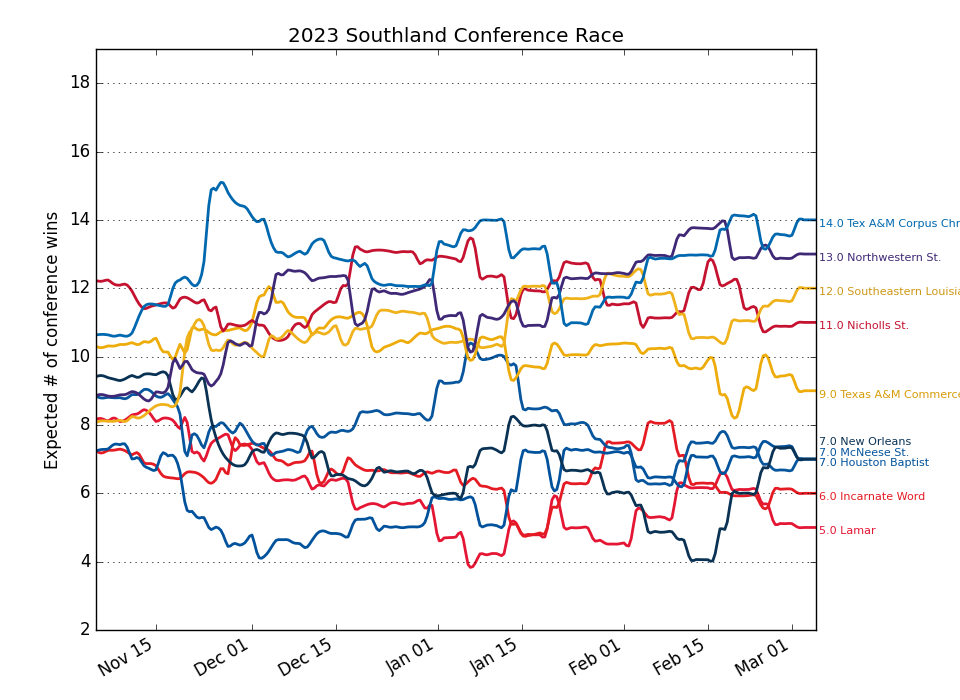 2023 Southland Conference Race
Expected # of conference wins
18
16
14
12
10
8
6
4
2
Nov 15
Dec 01
Dec 15
Jan 01
Jan 15
Feb 01
Feb 15
Mar 01
14.0 Tex A&M Corpus Chr
13.0 Northwestern St.
12.0 Southeastern Louisia
11.0 Nicholls St.
9.0 Texas A&M Commerce
7.0 New Orleans
7.0 McNeese St.
7.0 Houston Baptist
6.0 Incarnate Word
5.0 Lamar